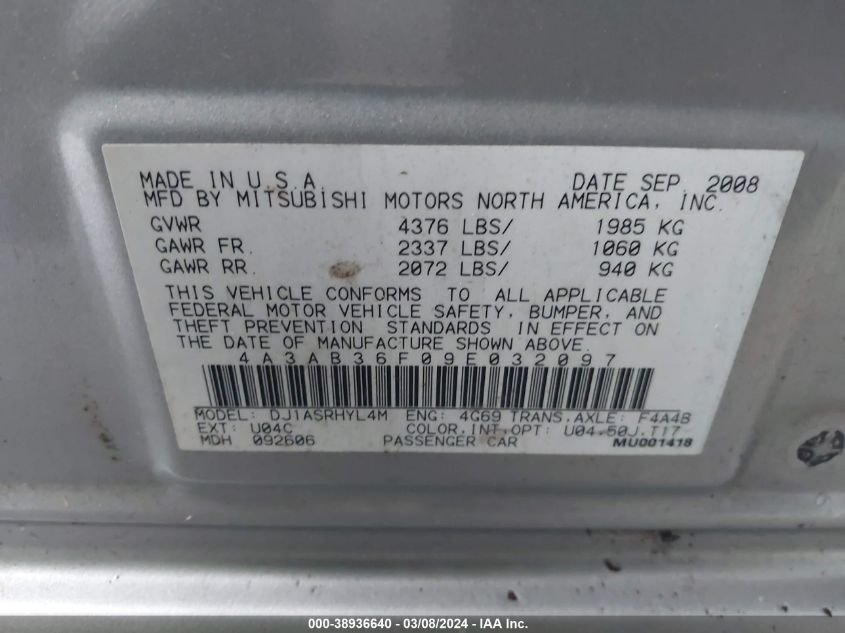 MADE IN U.S.A. DATE SEP. 2008
MFD BY MITSUBISHI MOTORS NORTH AMERICA, INC.
GVWR 4376 LBS/ 1985 KG
GAWR FR. 2337 LBS/ 1060 KG
GAWR RR. 2072 LBS/ 940 KG
THIS VEHICLE CONFORMS TO ALL APPLICABLE
FEDERAL MOTOR VEHICLE SAFETY, BUMPER, AND
THEFT PREVENTION STANDARDS IN EFFECT ON
THE DATE OF MANUFACTURE SHOWN ABOVE.
4A3AB36F09E032097
MODEL: DJ1ASRHYL4M ENG: 4G69 TRANS.AXLE: F4A4B
EXT: U04C COLOR.INT.OPT: U04.50J.T17
MDH 092606 PASSENGER CAR MU001418
000-38936640 - 03/08/2024 - IAA Inc.